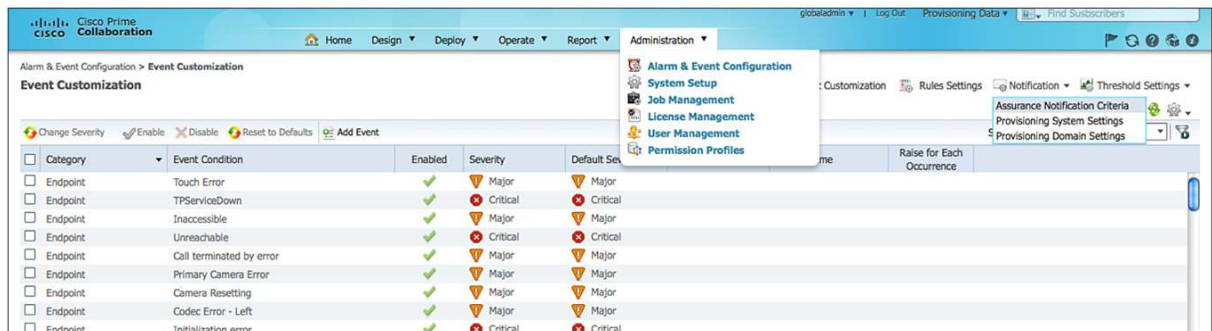 globaladmin ▼ | Log Out Provisioning Data ▼ Find Susbscribers
cisco Cisco Prime
Collaboration
Home Design ▼ Deploy ▼ Operate ▼ Report ▼ Administration ▼
Alarm & Event Configuration > Event Customization
Event Customization
Alarm & Event Configuration
System Setup
Job Management
License Management
User Management
Permission Profiles
Customization Rules Settings Notification ▼ Threshold Settings ▼
Assurance Notification Criteria
Provisioning System Settings
Provisioning Domain Settings
Change Severity Enable Disable Reset to Defaults Add Event
Category Event Condition Enabled Severity Default Sev me Raise for Each
Occurrence
Endpoint Touch Error Major Major
Endpoint TPServiceDown Critical Critical
Endpoint Inaccessible Major Major
Endpoint Unreachable Critical Critical
Endpoint Call terminated by error Major Major
Endpoint Primary Camera Error Major Major
Endpoint Camera Resetting Major Major
Endpoint Codec Error - Left Major Major
Endpoint Initialization error Critical Critical